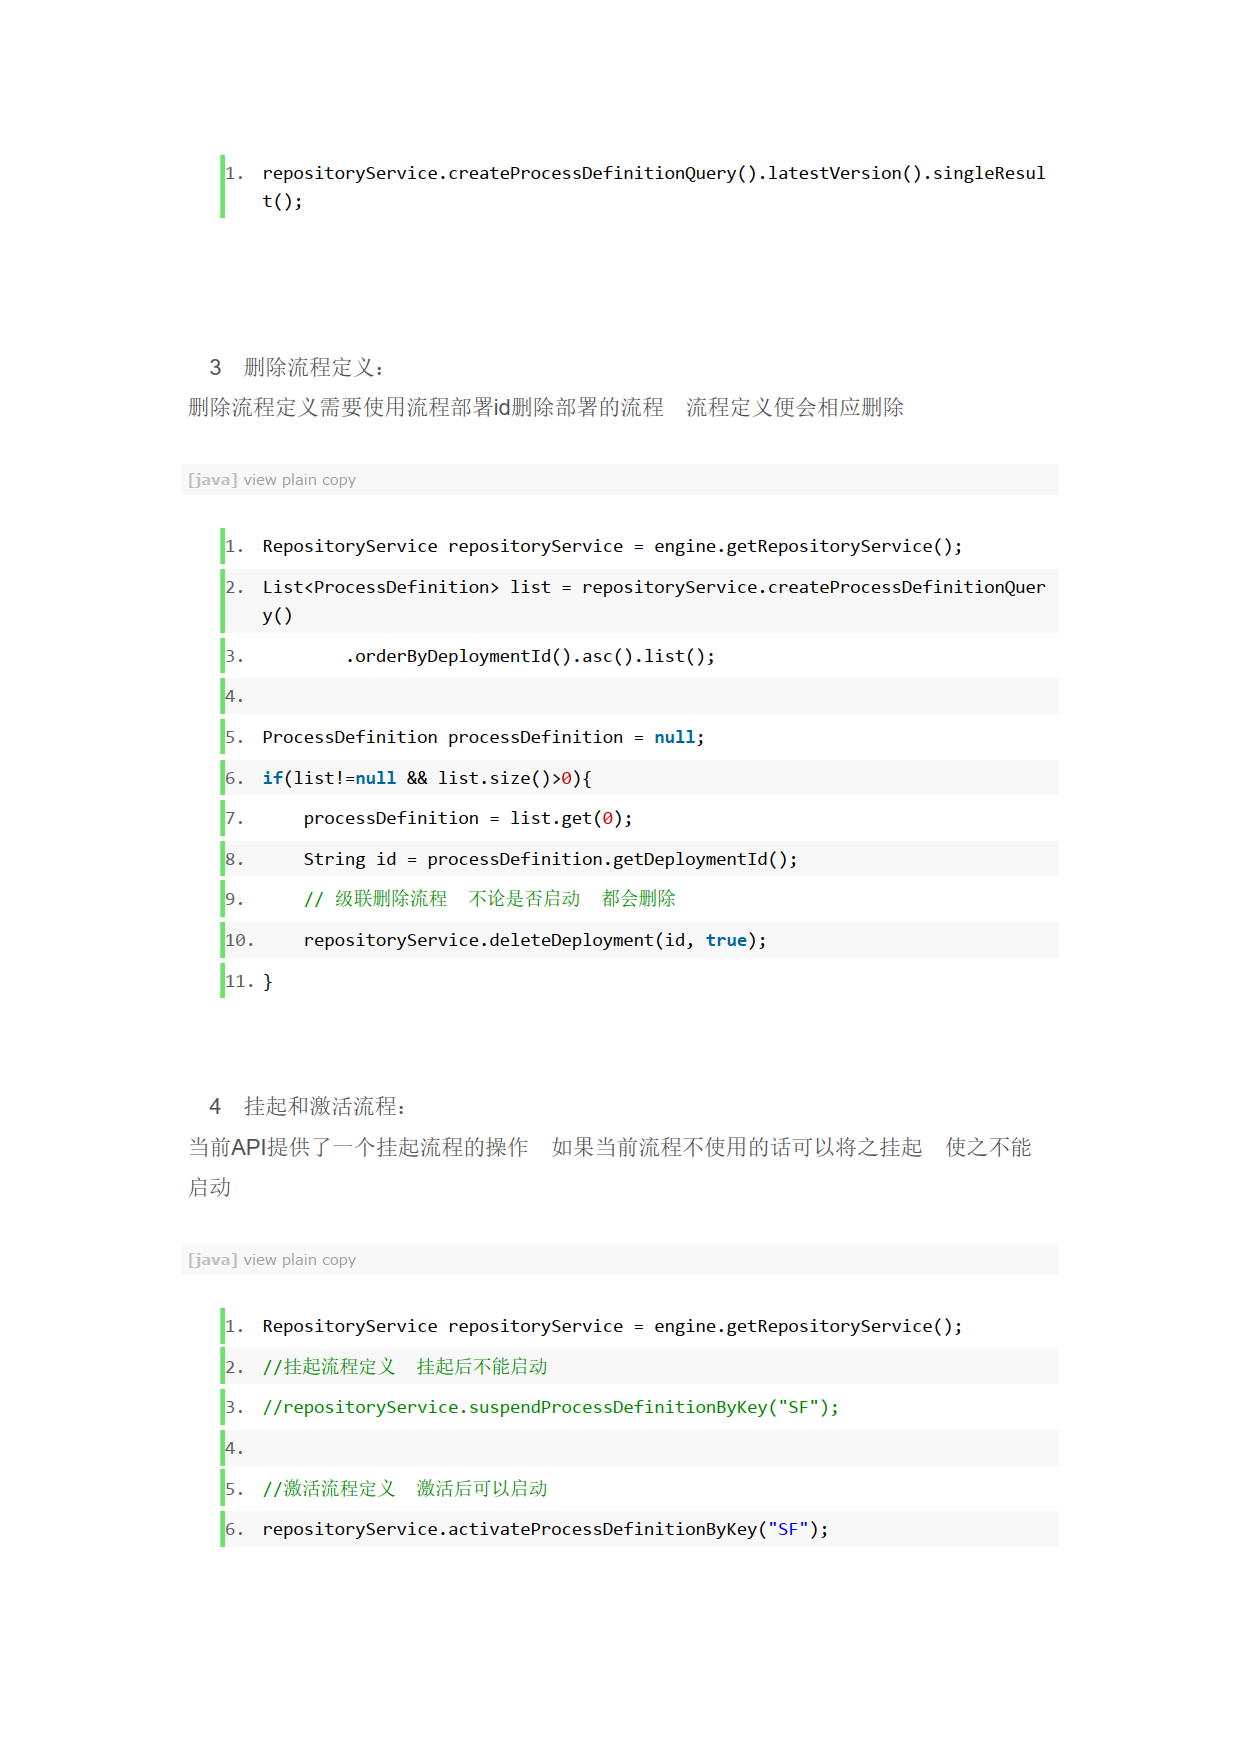 1. repositoryService.createProcessDefinitionQuery().latestVersion().singleResul
t();
3 删除流程定义：
删除流程定义需要使用流程部署id删除部署的流程　流程定义便会相应删除
[java] view plain copy
1. RepositoryService repositoryService = engine.getRepositoryService();
2. List<ProcessDefinition> list = repositoryService.createProcessDefinitionQuer
y()
3.         .orderByDeploymentId().asc().list();
4.
5. ProcessDefinition processDefinition = null;
6. if(list!=null && list.size()>0){
7.     processDefinition = list.get(0);
8.     String id = processDefinition.getDeploymentId();
9.     // 级联删除流程　不论是否启动　都会删除
10.     repositoryService.deleteDeployment(id, true);
11. }
4 挂起和激活流程：
当前API提供了一个挂起流程的操作　如果当前流程不使用的话可以将之挂起　使之不能
启动
[java] view plain copy
1. RepositoryService repositoryService = engine.getRepositoryService();
2. //挂起流程定义　挂起后不能启动
3. //repositoryService.suspendProcessDefinitionByKey("SF");
4.
5. //激活流程定义　激活后可以启动
6. repositoryService.activateProcessDefinitionByKey("SF");